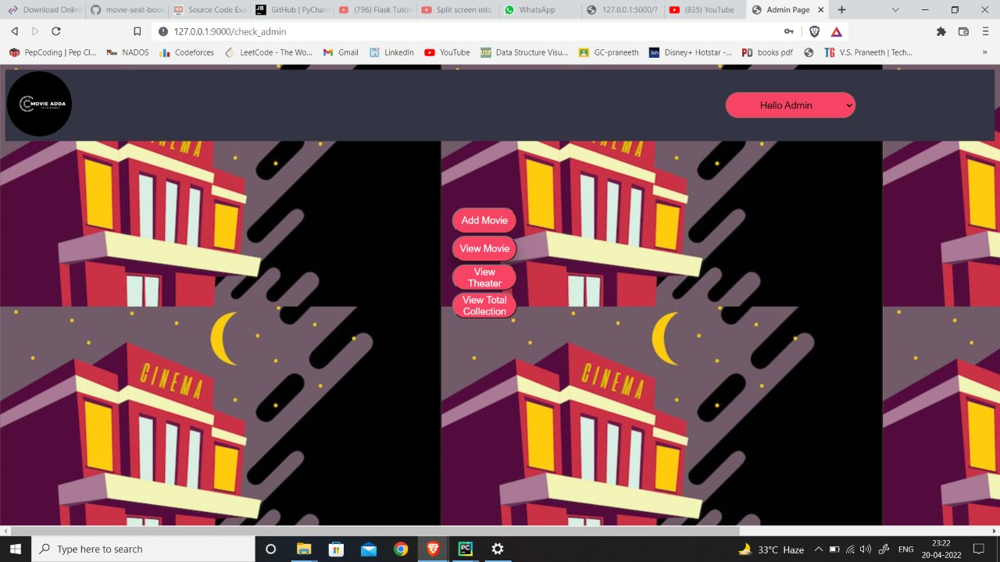 Download Onlin
movie-seat-book
Source Code Exa
GitHub | PyChar
(796) Flask Tutor
Split screen into
WhatsApp
127.0.0.1:5000/?
(835) YouTube
Admin Page
127.0.0.1:9000/check_admin
PepCoding | Pep Cl...
NADOS
Codeforces
LeetCode - The Wo...
Gmail
LinkedIn
YouTube
Data Structure Visu...
GC-praneeth
Disney+ Hotstar -...
books pdf
V.S. Praneeth | Tech...
»
MOVIE ADDA
Hello Admin
CINEMA
CINEMA
Add Movie
View Movie
View
Theater
View Total
Collection
CINEMA
CINEMA
Type here to search
33°C Haze
ENG
23:22
20-04-2022